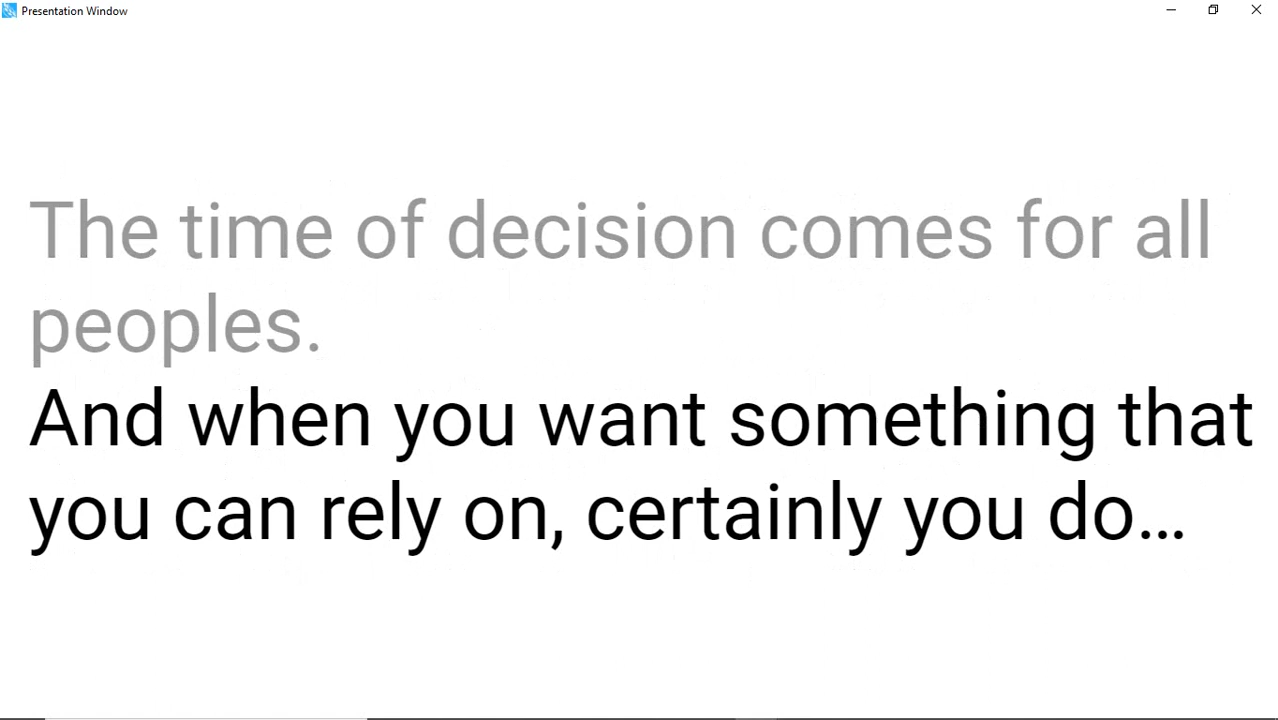 Presentation Window
The time of decision comes for all
peoples.
And when you want something that
you can rely on, certainly you do...